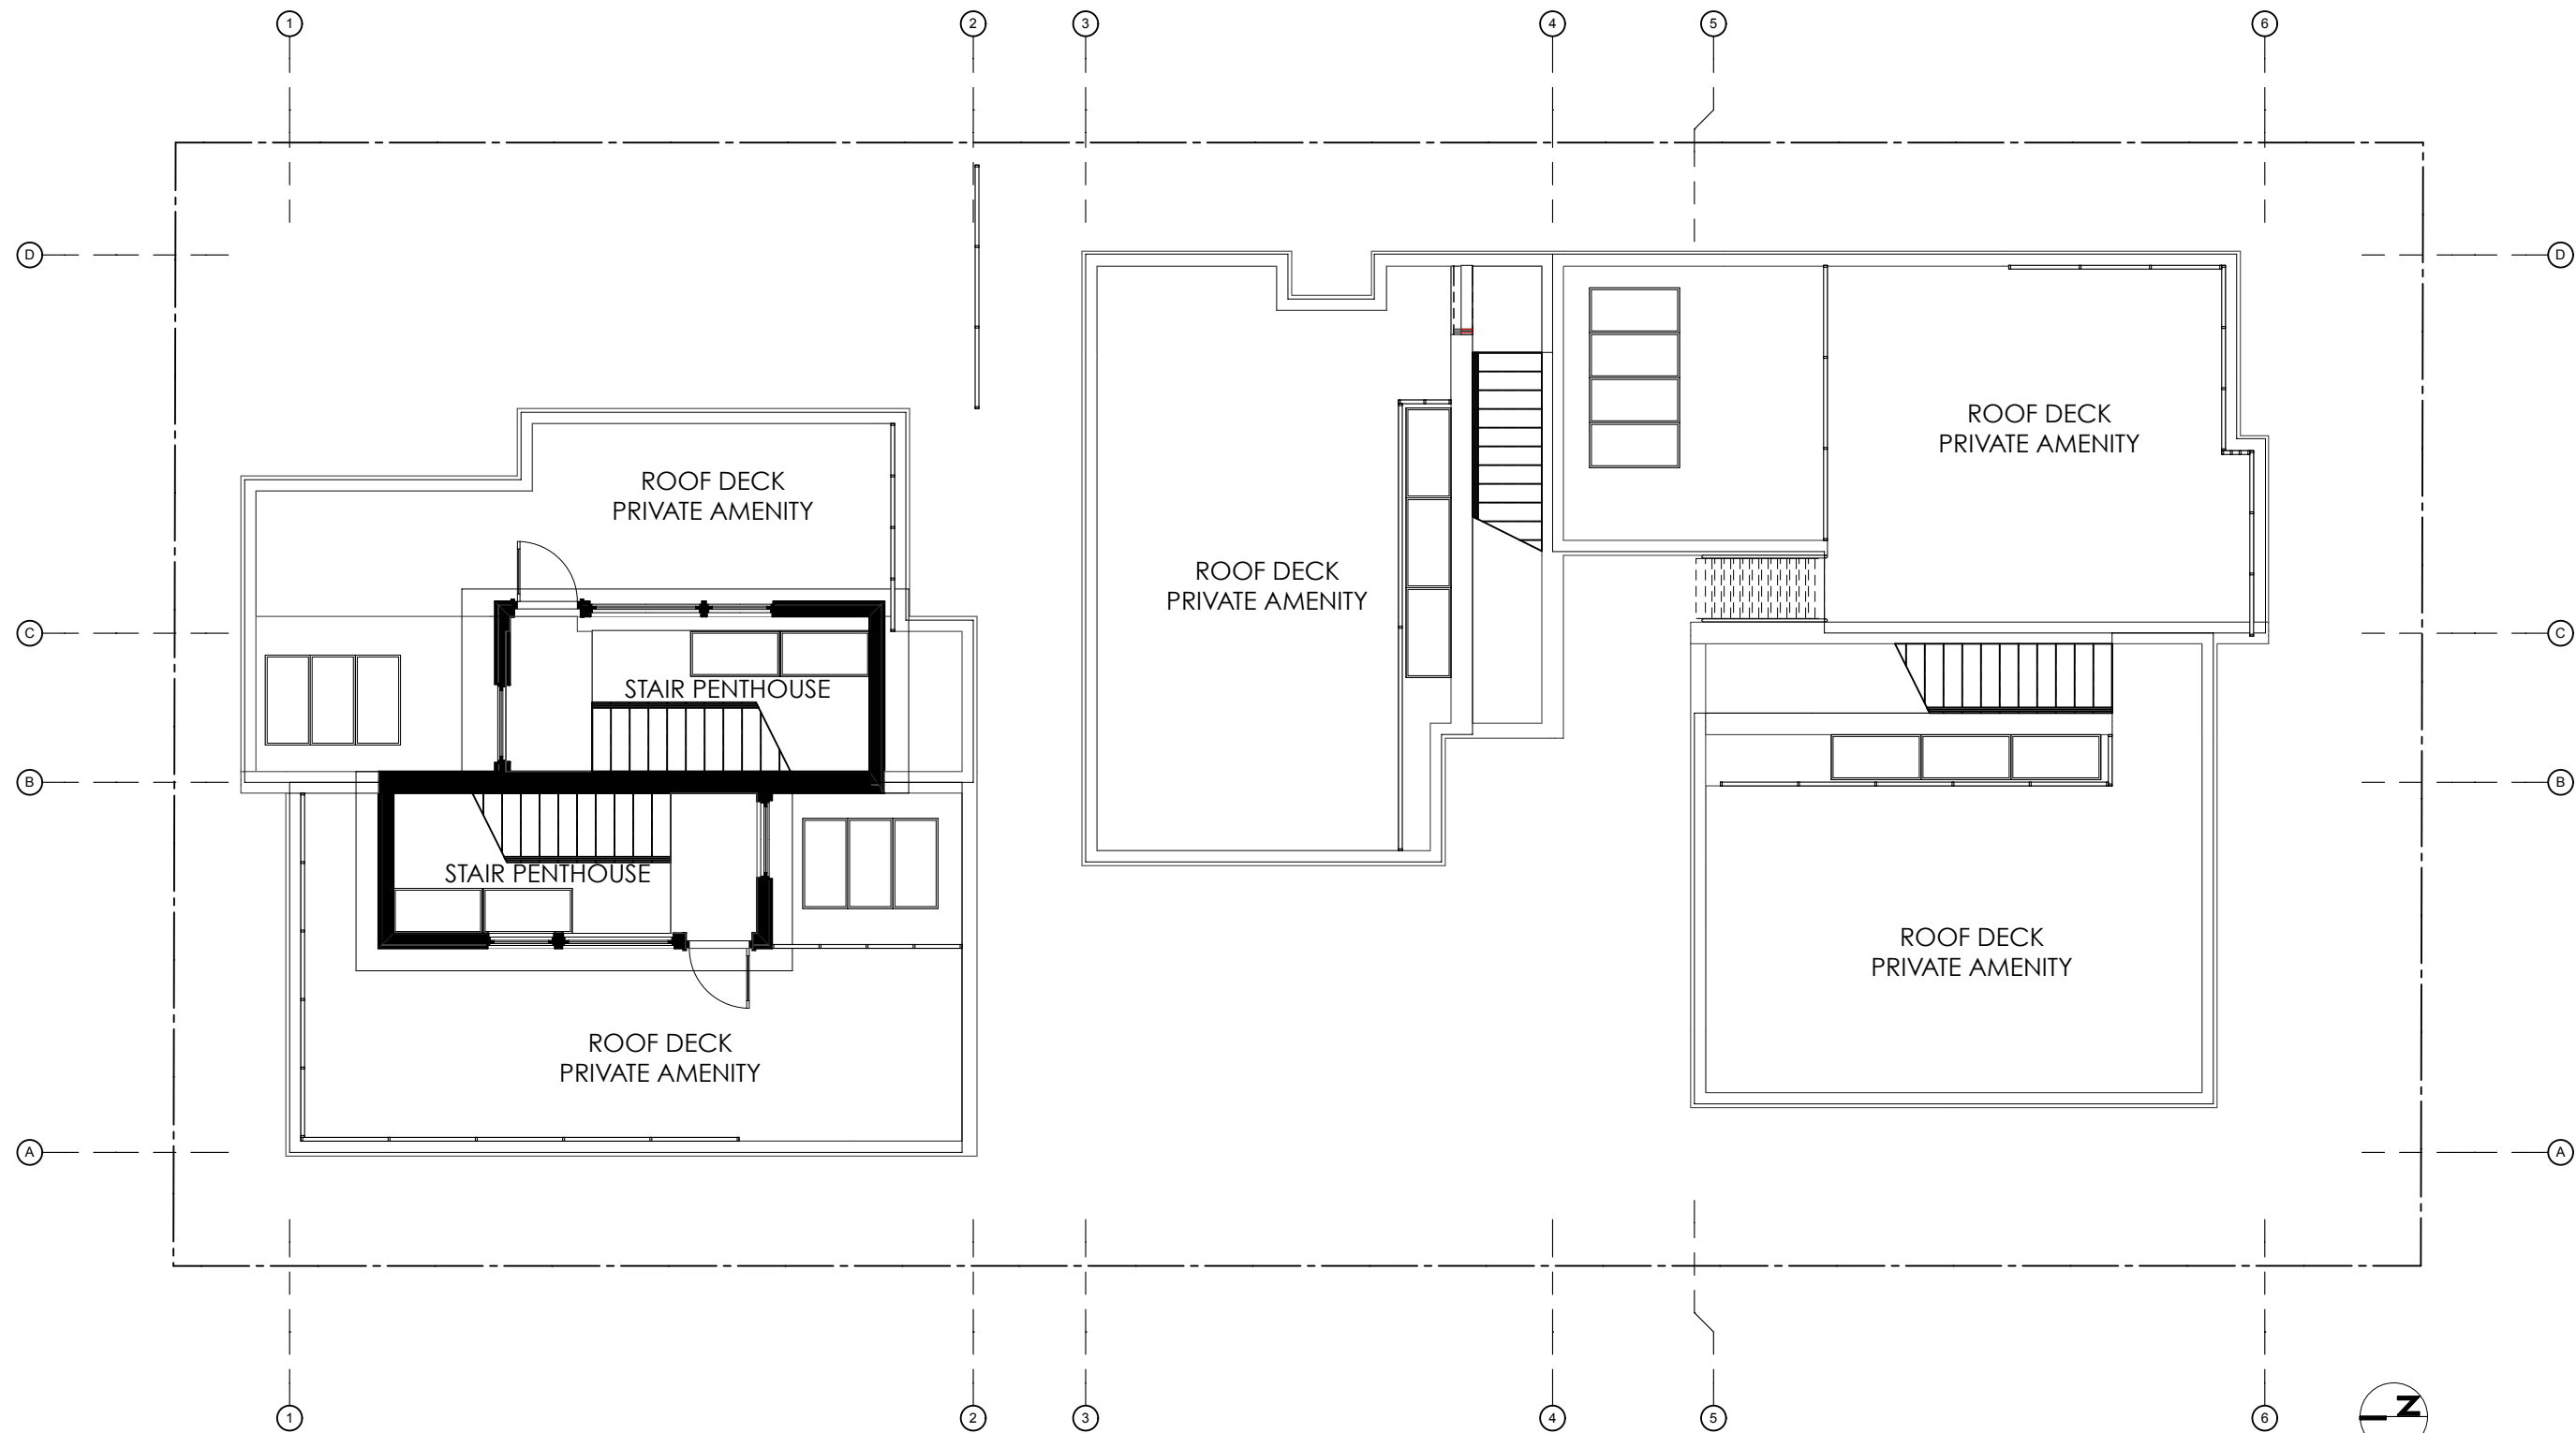 1 2 3 4 5 6
D D
ROOF DECK
PRIVATE AMENITY
ROOF DECK
PRIVATE AMENITY
ROOF DECK
PRIVATE AMENITY
C C
STAIR PENTHOUSE
B B
STAIR PENTHOUSE
ROOF DECK
PRIVATE AMENITY
ROOF DECK
PRIVATE AMENITY
A A
1 2 3 4 5 6
N